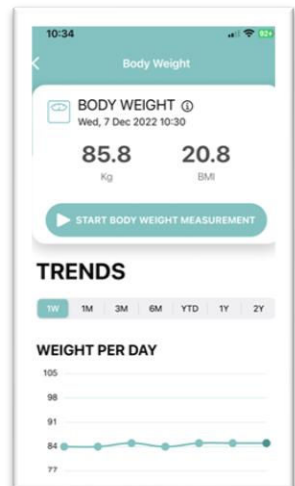 10:34
92+
Body Weight
BODY WEIGHT
Wed, 7 Dec 2022 10:30
85.8 20.8
Kg BMI
START BODY WEIGHT MEASUREMENT
TRENDS
1W 1M 3M 6M YTD 1Y 2Y
WEIGHT PER DAY
105
98
91
84
77